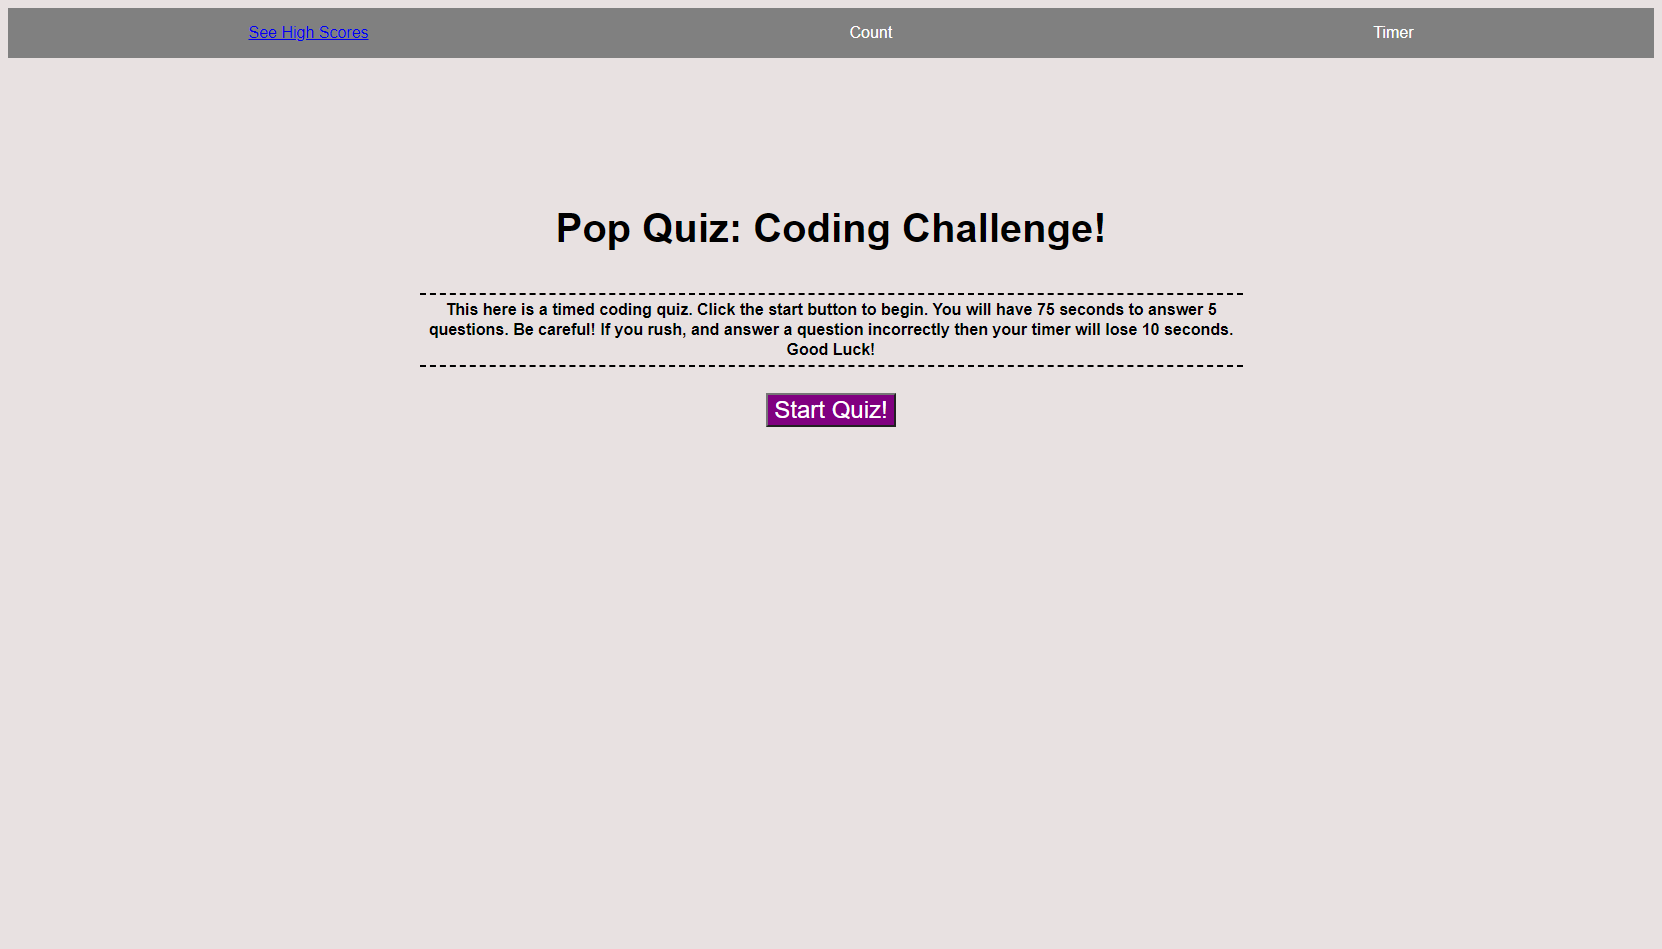 See High Scores
Count
Timer
Pop Quiz: Coding Challenge!
This here is a timed coding quiz. Click the start button to begin. You will have 75 seconds to answer 5
questions. Be careful! If you rush, and answer a question incorrectly then your timer will lose 10 seconds.
Good Luck!
Start Quiz!